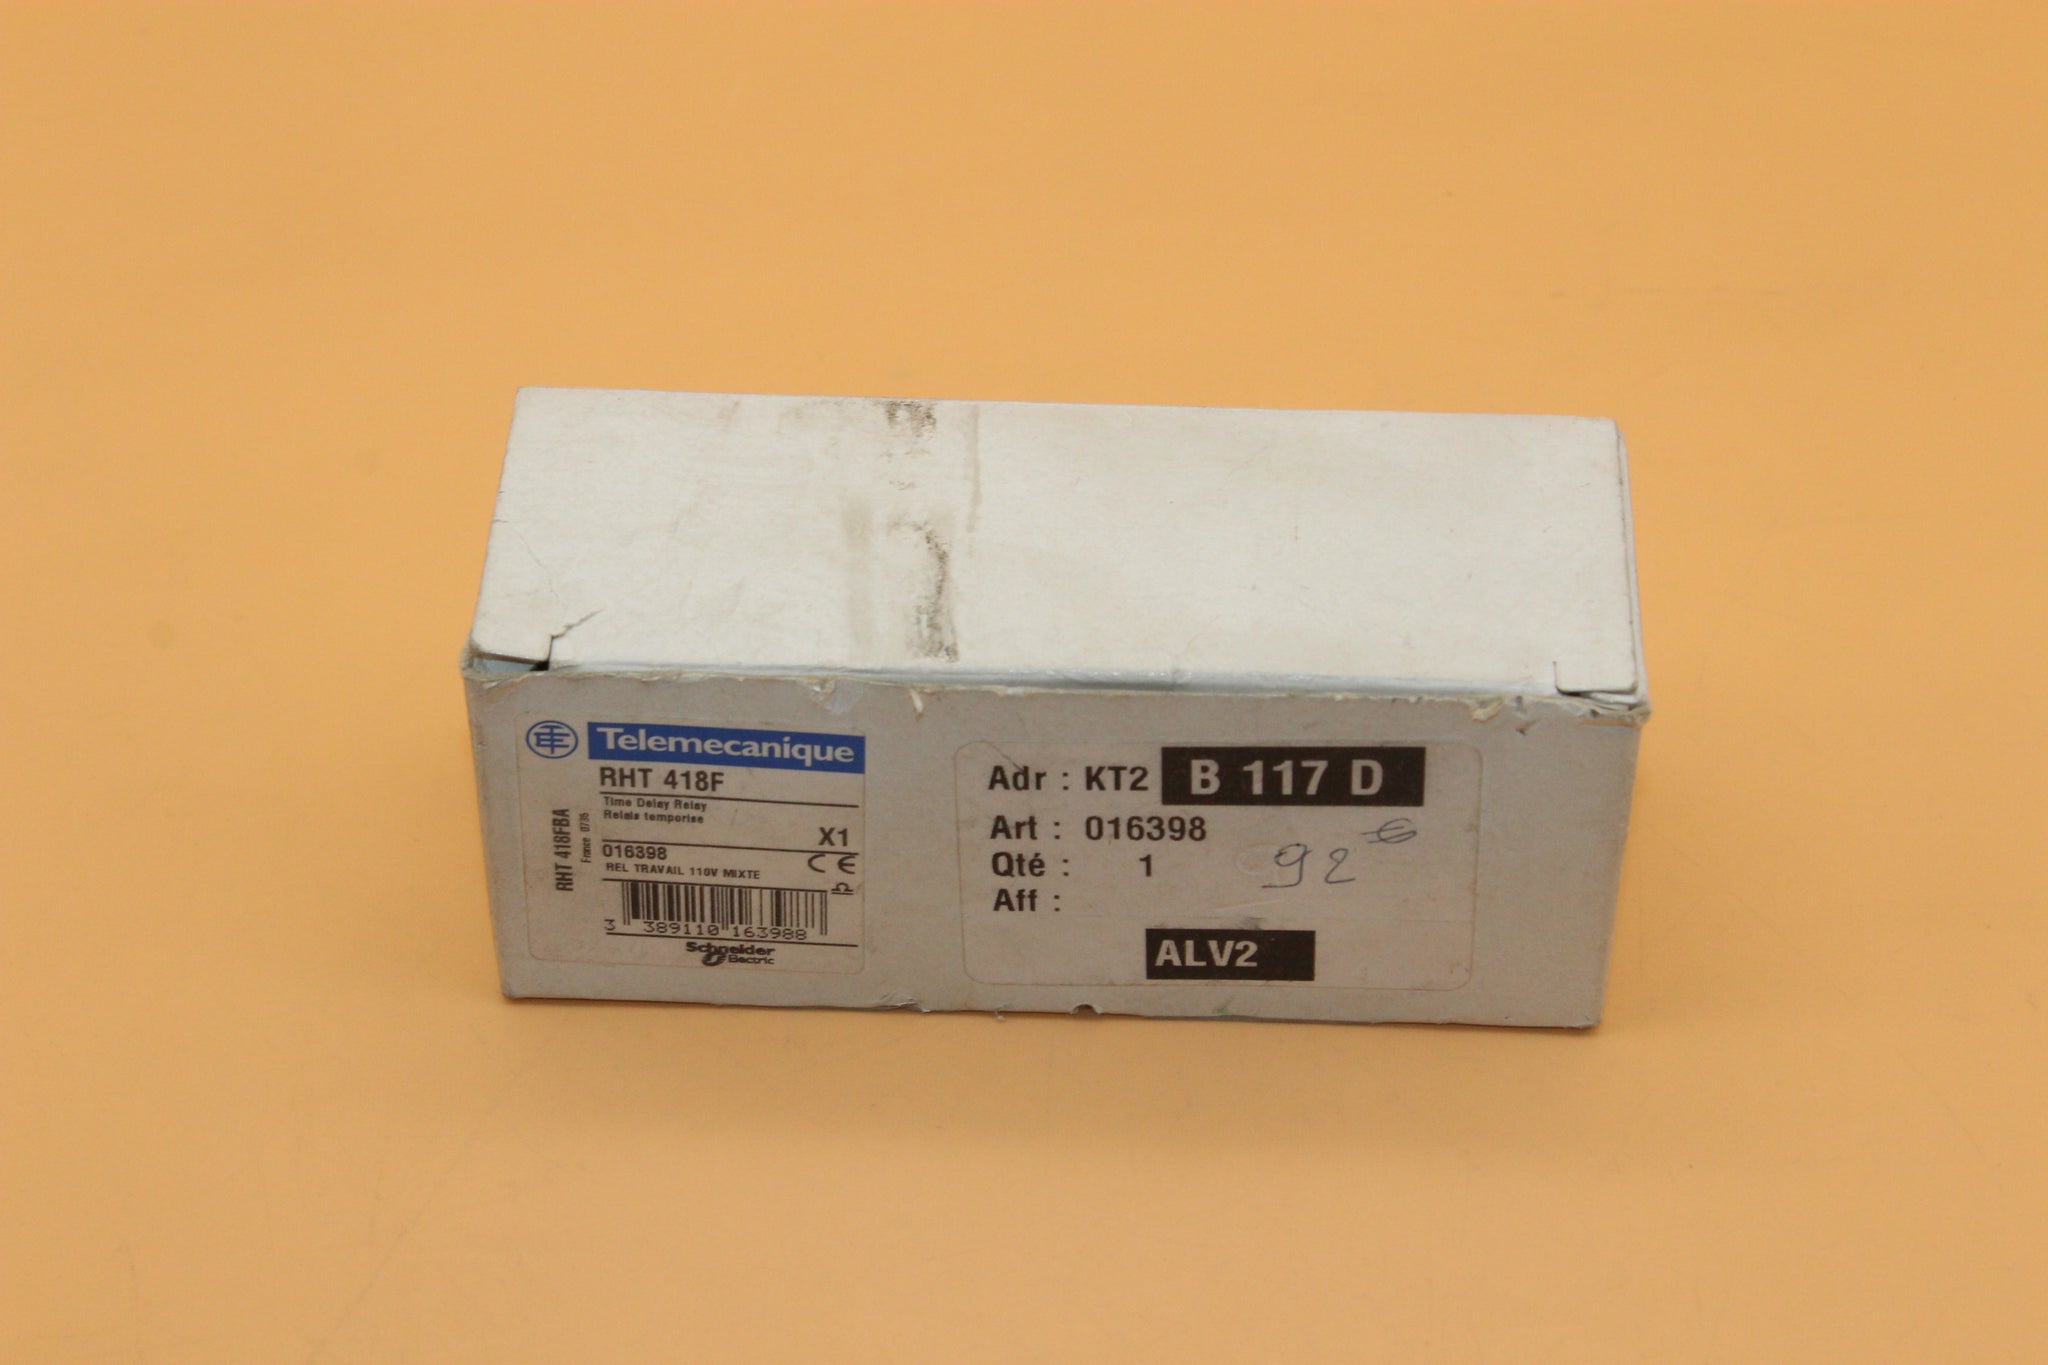 Telemecanique
RHT 418F
Time Delay Relay
Relais temporise
X1
016398
CE
REL TRAVAIL 110V MIXTE
3 389110 163988
Schneider
Electric
RHT 418FBA
France 0735
Adr : KT2 B 117 D
Art : 016398
Qté : 1
92 €
Aff :
ALV2